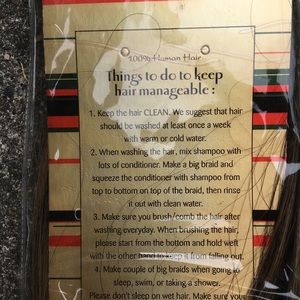 100% Human Hair
Things to do to keep
hair manageable :
1. Keep the hair CLEAN. We suggest that hair
should be washed at least once a week
with warm or cold water.
2. When washing the hair, mix shampoo with
lots of conditioner. Make a big braid and
squeeze the conditioner with shampoo from
top to bottom on top of the braid, then rinse
it out with clean water.
3. Make sure you brush/comb the hair after
washing everyday. When brushing the hair,
please start from the bottom and hold weft
with the other hand to keep it from falling out.
4. Make couple of big braids when going to
sleep, swim, or taking a shower.
Please don't sleep on wet hair. Make sure you